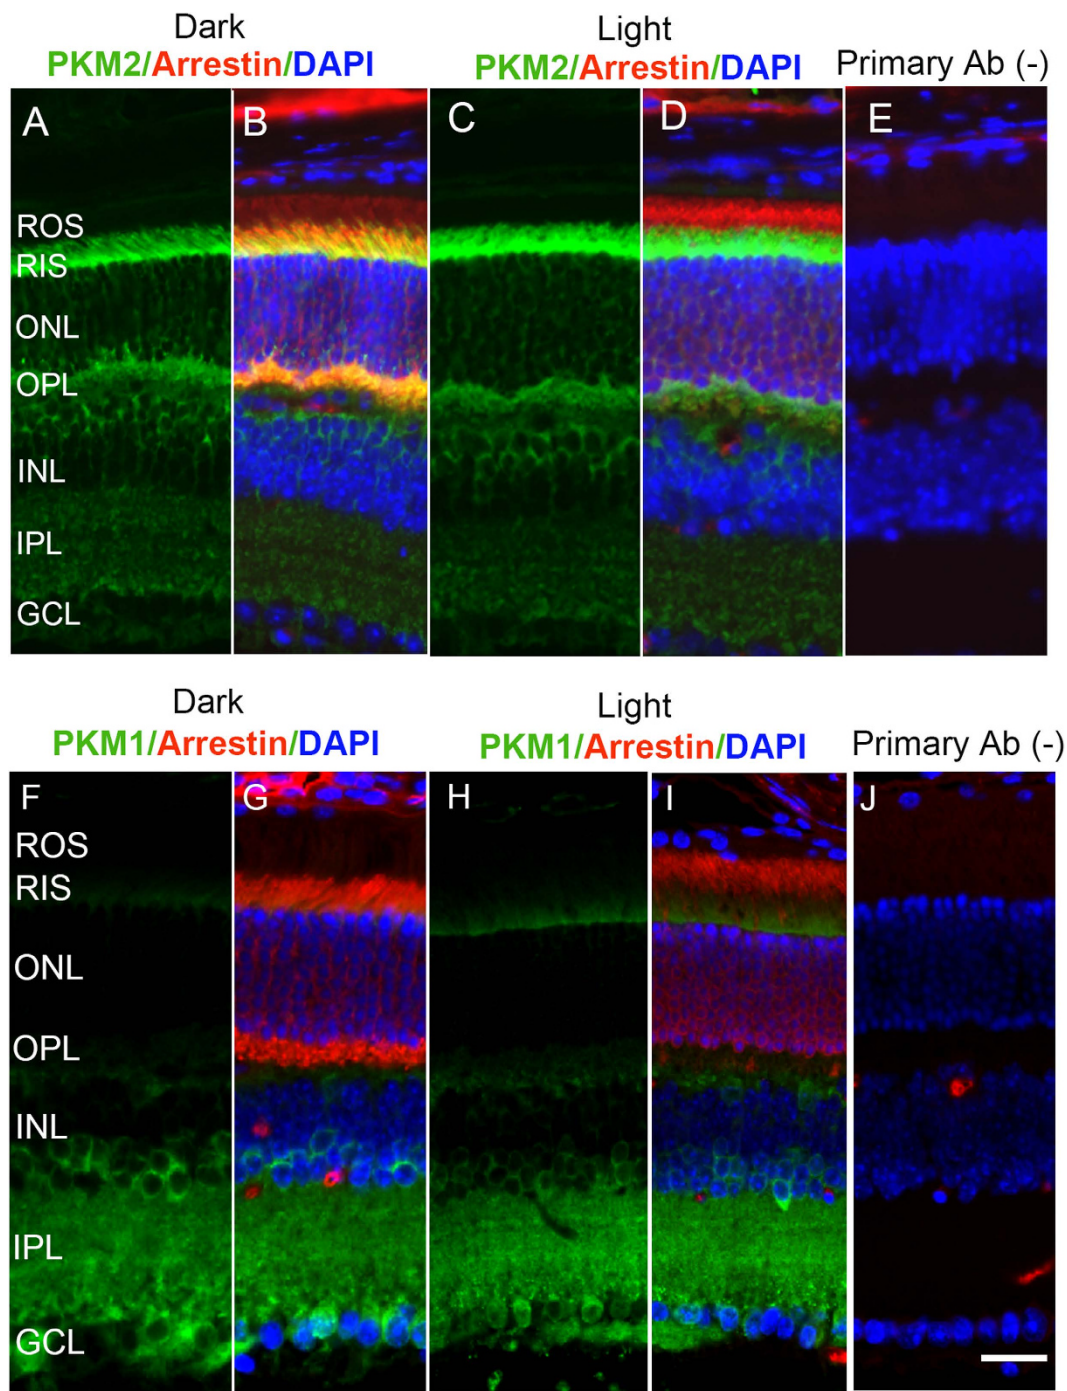 Dark
PKM2/Arrestin/DAPI
Light
PKM2/Arrestin/DAPI
Primary Ab (-)
A
B
C
D
E
ROS
RIS
ONL
OPL
INL
IPL
GCL
Dark
PKM1/Arrestin/DAPI
Light
PKM1/Arrestin/DAPI
Primary Ab (-)
F
G
H
I
J
ROS
RIS
ONL
OPL
INL
IPL
GCL